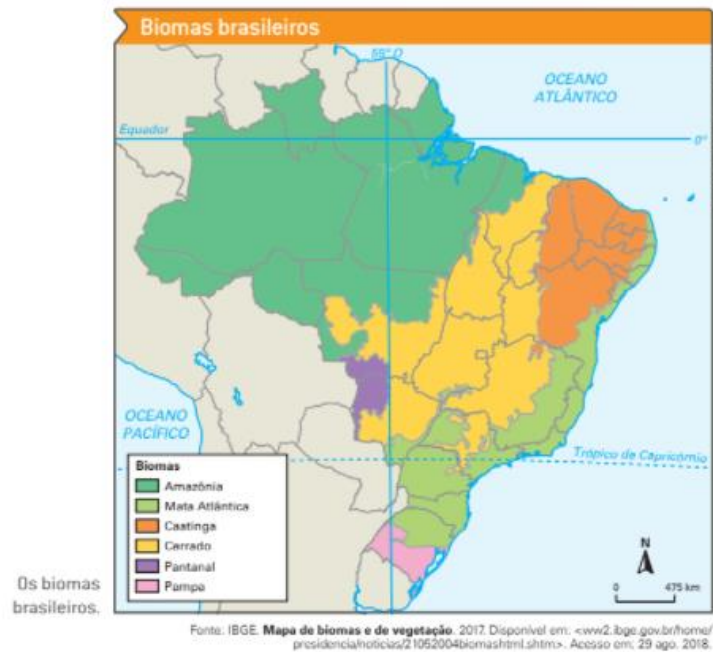 Biomas brasileiros
55° O
OCEANO
ATLÂNTICO
Equador
0°
OCEANO
PACÍFICO
Trópico de Capricórnio
Biomas
Amazônia
Mata Atlântica
Caatinga
Cerrado
Pantanal
Pampa
N
0 475 km
Os biomas
brasileiros.
Fonte: IBGE. Mapa de biomas e de vegetação. 2017. Disponível em: <ww2.ibge.gov.br/home/
presidencia/noticias/21052004biomashtml.shtm>. Acesso em: 29 ago. 2018.